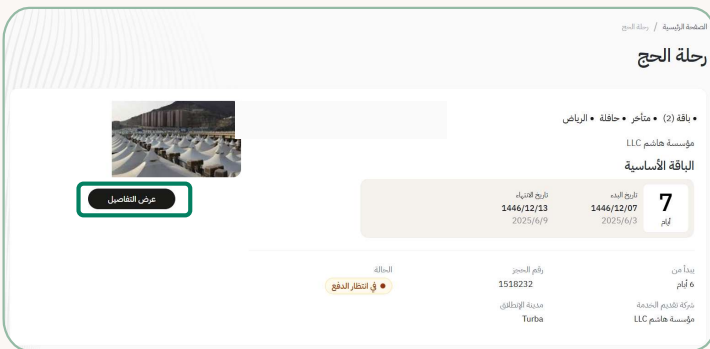 الصفحة الرئيسية / رحلة الحج
رحلة الحج
• باقة (2) • متأخر • حافلة • الرياض
مؤسسة هاشم LLC
الباقة الأساسية
7 أيام
تاريخ البدء
1446/12/07
2025/6/3
تاريخ الانتهاء
1446/12/13
2025/6/9
عرض التفاصيل
يبدأ من
6 أيام
رقم الحجز
1518232
الحالة
في انتظار الدفع
شركة تقديم الخدمة
مؤسسة هاشم LLC
مدينة الإنطلاق
Turba